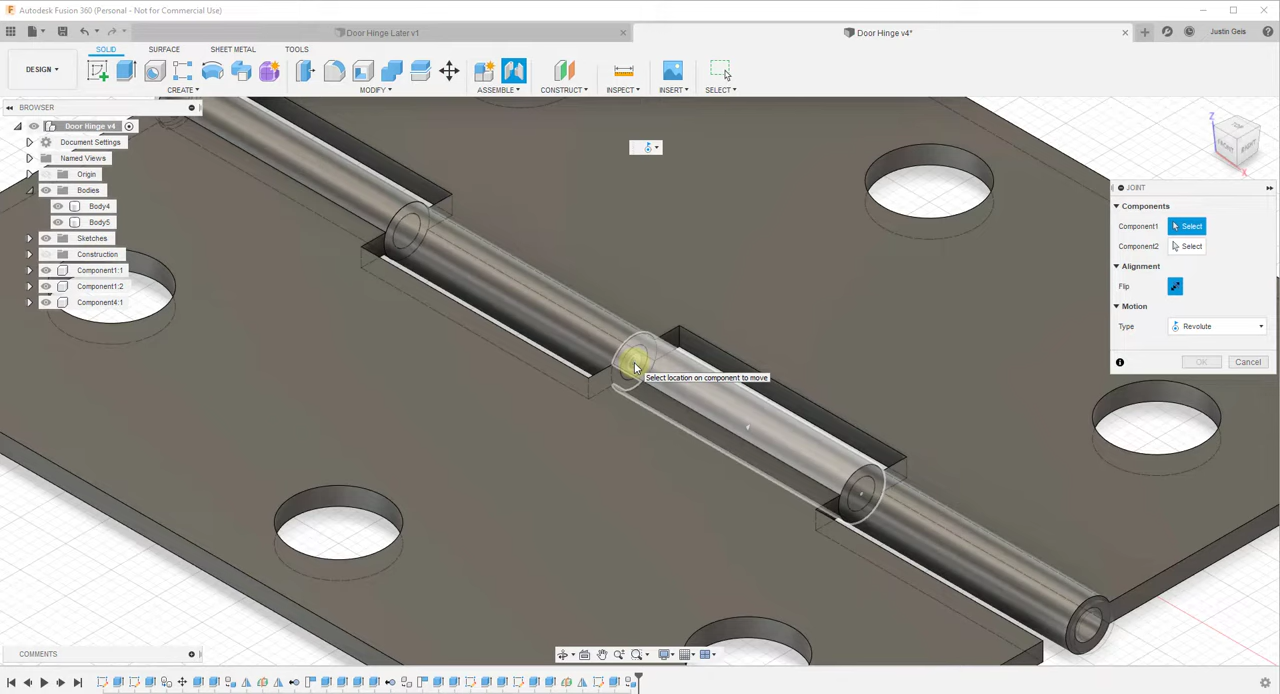 Autodesk Fusion 360 (Personal - Not for Commercial Use)
Door Hinge Later v1
Door Hinge v4*
Justin Geis
SOLID
SURFACE
SHEET METAL
TOOLS
DESIGN
CREATE
MODIFY
ASSEMBLE
CONSTRUCT
INSPECT
INSERT
SELECT
BROWSER
Door Hinge v4
Document Settings
Named Views
Origin
Bodies
Body4
Body5
Sketches
Construction
Component1:1
Component1:2
Component4:1
Select location on component to move
Z
TOP
FRONT
RIGHT
X
JOINT
Components
Component1
Select
Component2
Select
Alignment
Flip
Motion
Type
Revolute
OK
Cancel
COMMENTS